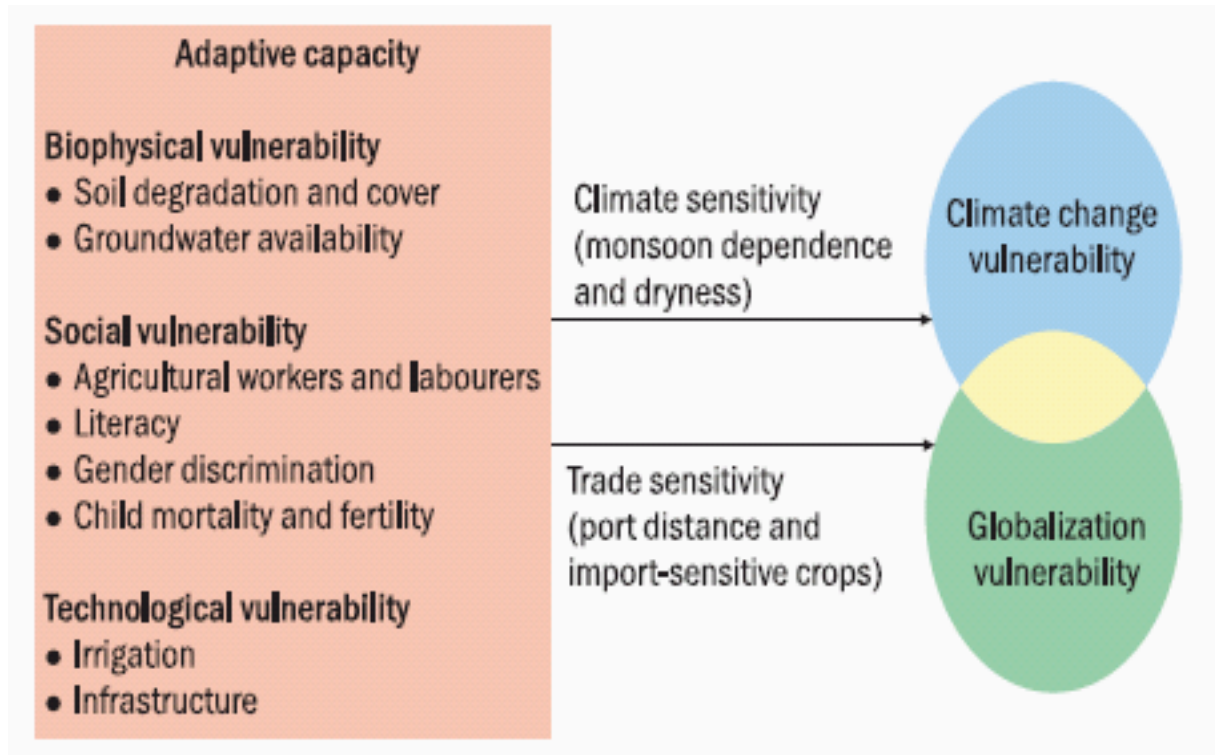 Adaptive capacity
Biophysical vulnerability
● Soil degradation and cover
● Groundwater availability
Social vulnerability
● Agricultural workers and labourers
● Literacy
● Gender discrimination
● Child mortality and fertility
Technological vulnerability
● Irrigation
● Infrastructure
Climate sensitivity
(monsoon dependence
and dryness)
Trade sensitivity
(port distance and
import-sensitive crops)
Climate change
vulnerability
Globalization
vulnerability